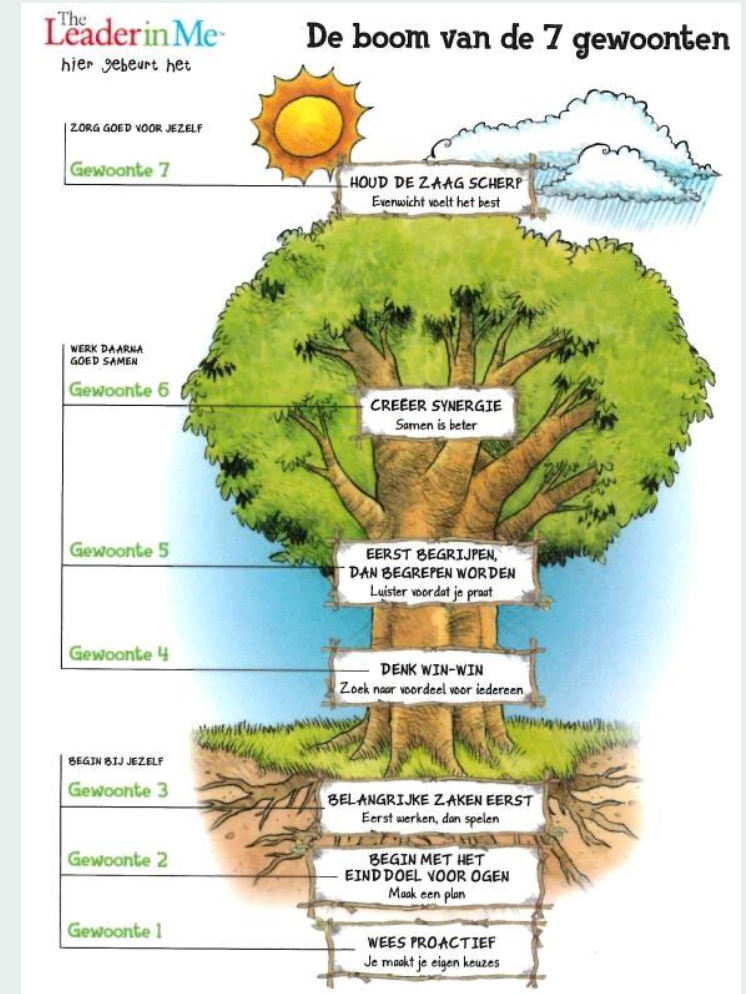 The
Leader in Me™
hier gebeurt het
De boom van de 7 gewoonten
ZORG GOED VOOR JEZELF
Gewoonte 7
HOUD DE ZAAG SCHERP
Evenwicht voelt het best
WERK DAARNA
GOED SAMEN
Gewoonte 6
CREËER SYNERGIE
Samen is beter
Gewoonte 5
EERST BEGRIJPEN,
DAN BEGREPEN WORDEN
Luister voordat je praat
Gewoonte 4
DENK WIN-WIN
Zoek naar voordeel voor iedereen
BEGIN BIJ JEZELF
Gewoonte 3
BELANGRIJKE ZAKEN EERST
Eerst werken, dan spelen
Gewoonte 2
BEGIN MET HET
EINDDOEL VOOR OGEN
Maak een plan
Gewoonte 1
WEES PROACTIEF
Je maakt je eigen keuzes